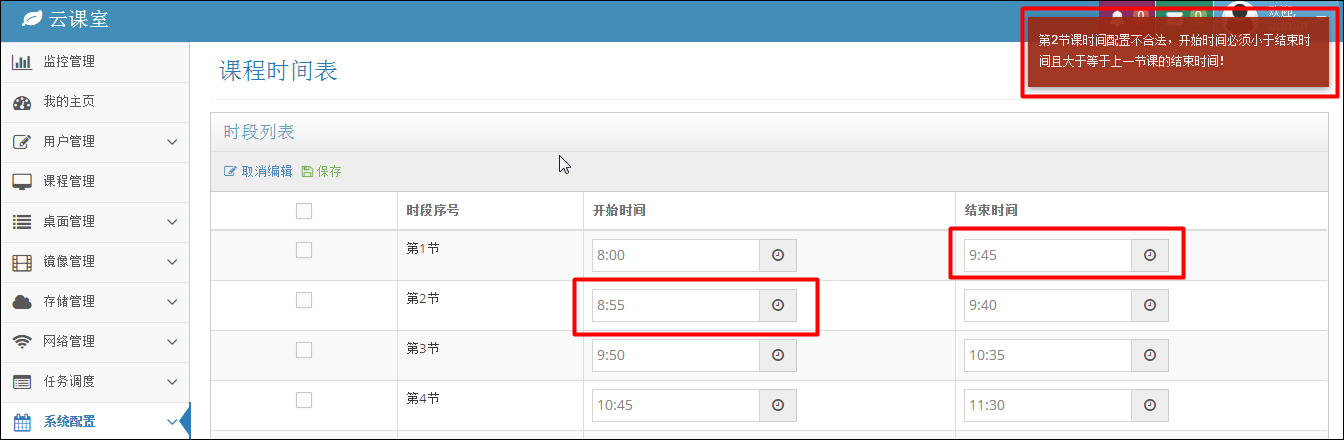 云课室
0
0
欢迎,
第2节课时间配置不合法，开始时间必须小于结束时
间且大于等于上一节课的结束时间！
监控管理
我的主页
用户管理
课程管理
桌面管理
镜像管理
存储管理
网络管理
任务调度
系统配置
课程时间表
时段列表
取消编辑 保存
时段序号 开始时间 结束时间
第1节 8:00 9:45
第2节 8:55 9:40
第3节 9:50 10:35
第4节 10:45 11:30